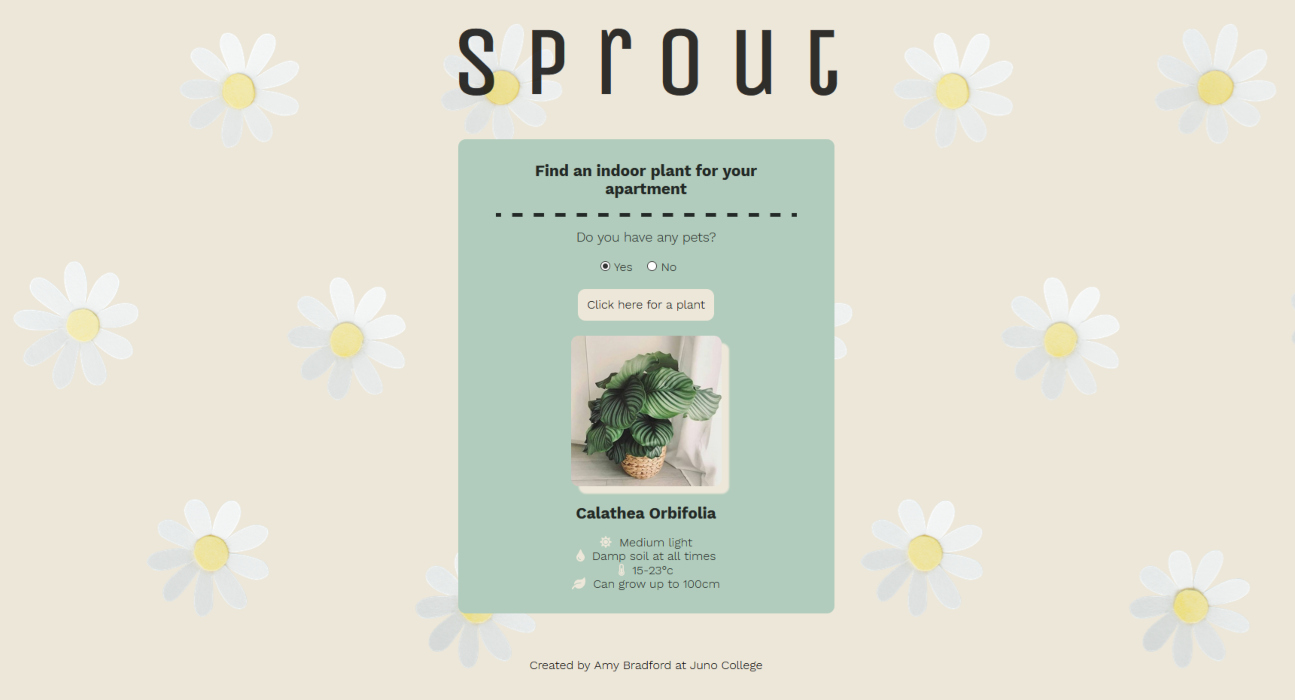 Sprout
Find an indoor plant for your
apartment
Do you have any pets?
Yes No
Click here for a plant
Calathea Orbifolia
Medium light
Damp soil at all times
15-23°c
Can grow up to 100cm
Created by Amy Bradford at Juno College